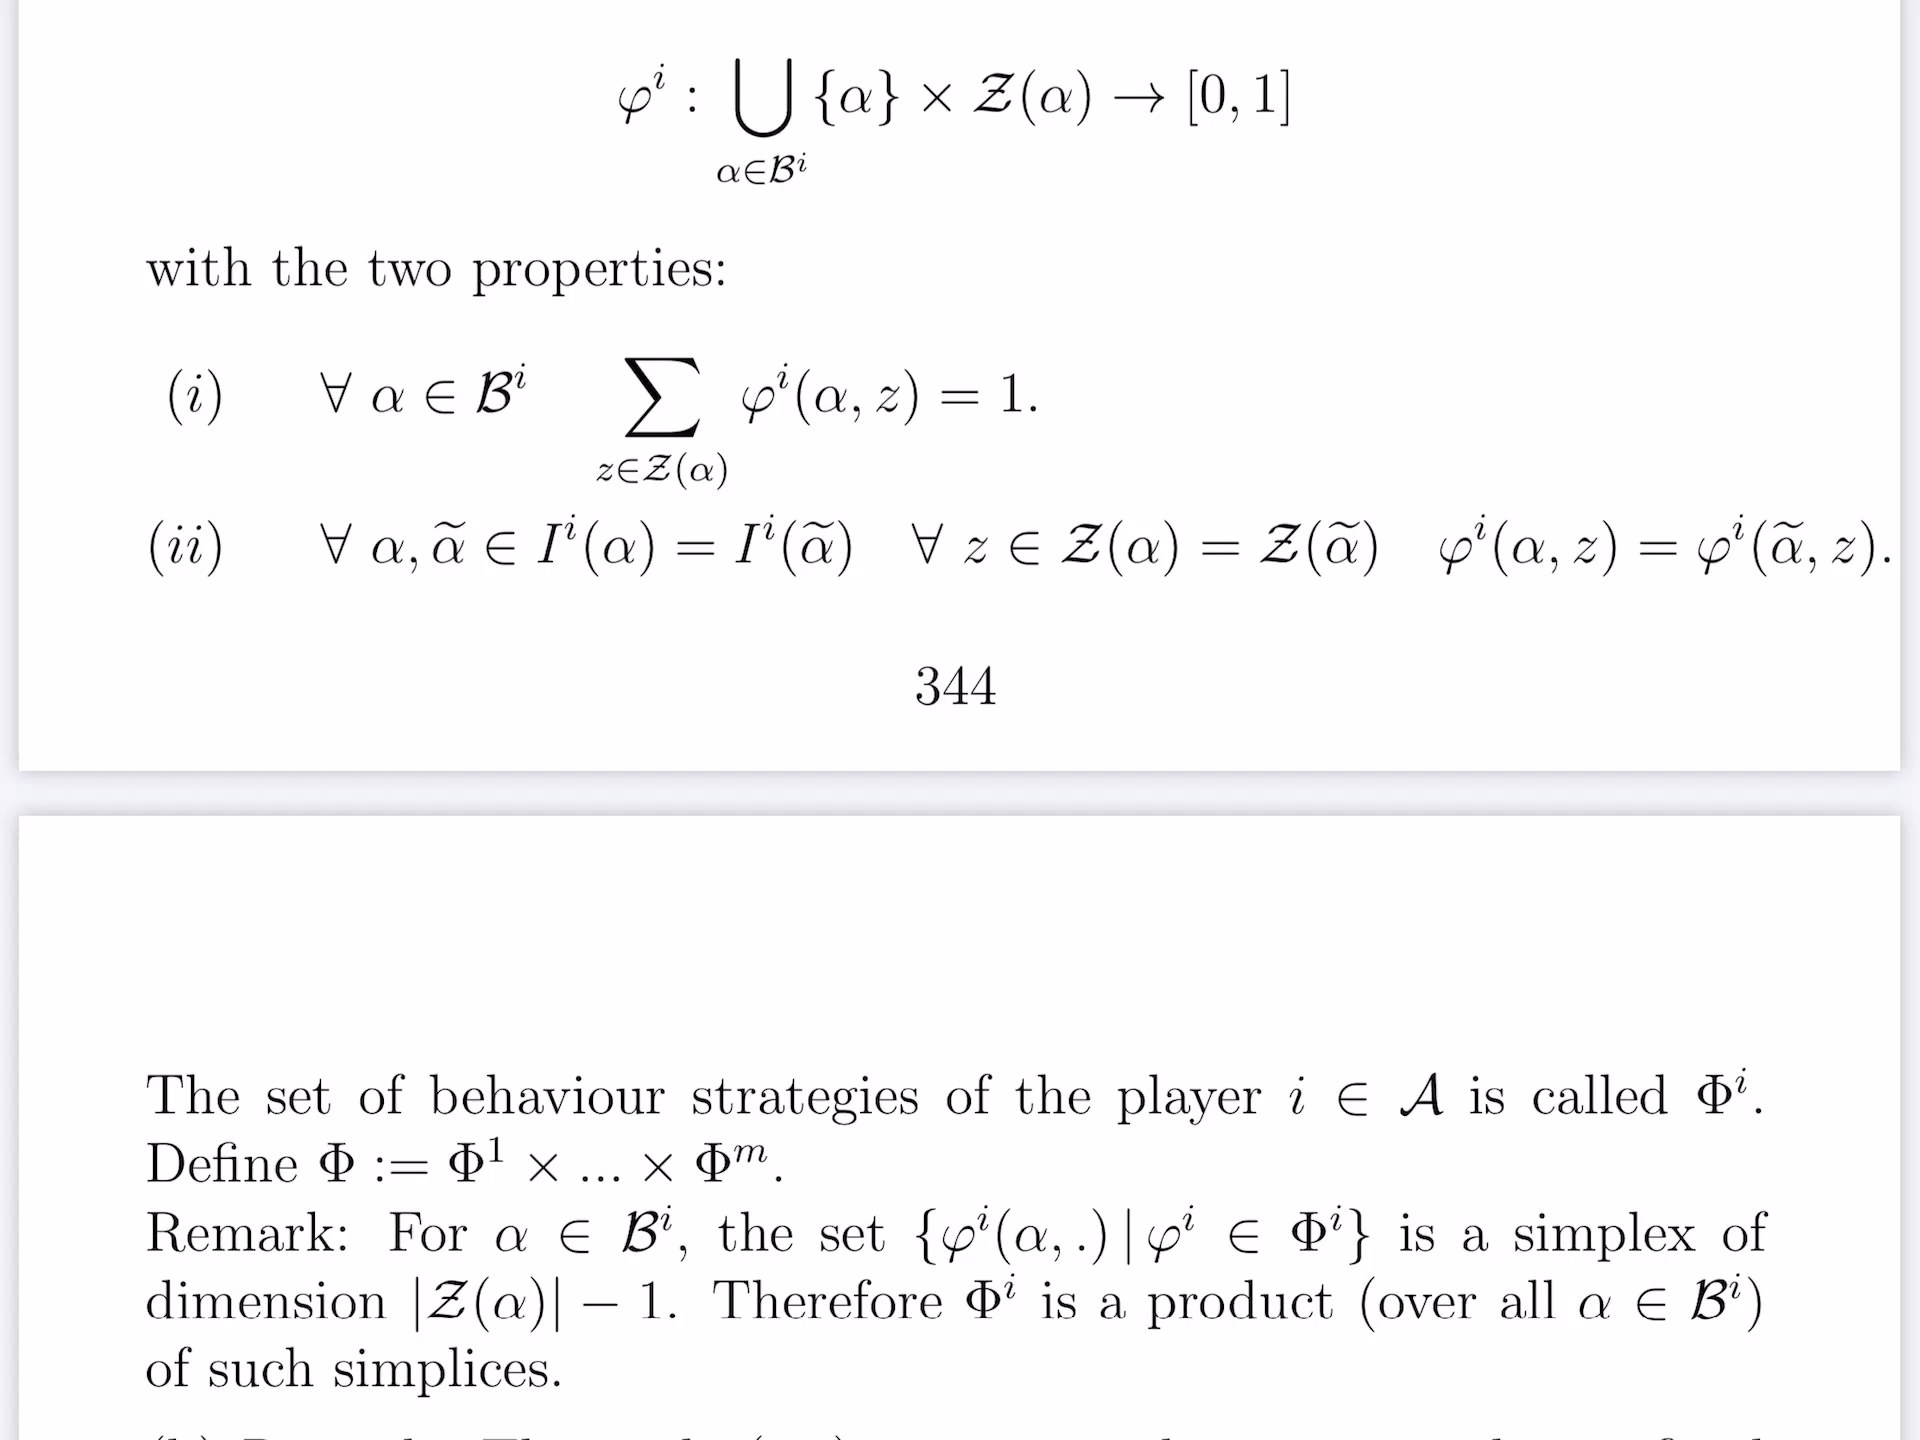 φ^i : ⋃_{α∈ℬ^i} {α} × 𝒵(α) → [0, 1]
with the two properties:
(i) ∀ α ∈ ℬ^i ∑_{z∈𝒵(α)} φ^i(α, z) = 1.
(ii) ∀ α, α̃ ∈ I^i(α) = I^i(α̃) ∀ z ∈ 𝒵(α) = 𝒵(α̃) φ^i(α, z) = φ^i(α̃, z).
344
The set of behaviour strategies of the player i ∈ 𝒜 is called Φ^i.
Define Φ := Φ^1 × ... × Φ^m.
Remark: For α ∈ ℬ^i, the set {φ^i(α, .) | φ^i ∈ Φ^i} is a simplex of
dimension |𝒵(α)| − 1. Therefore Φ^i is a product (over all α ∈ ℬ^i)
of such simplices.